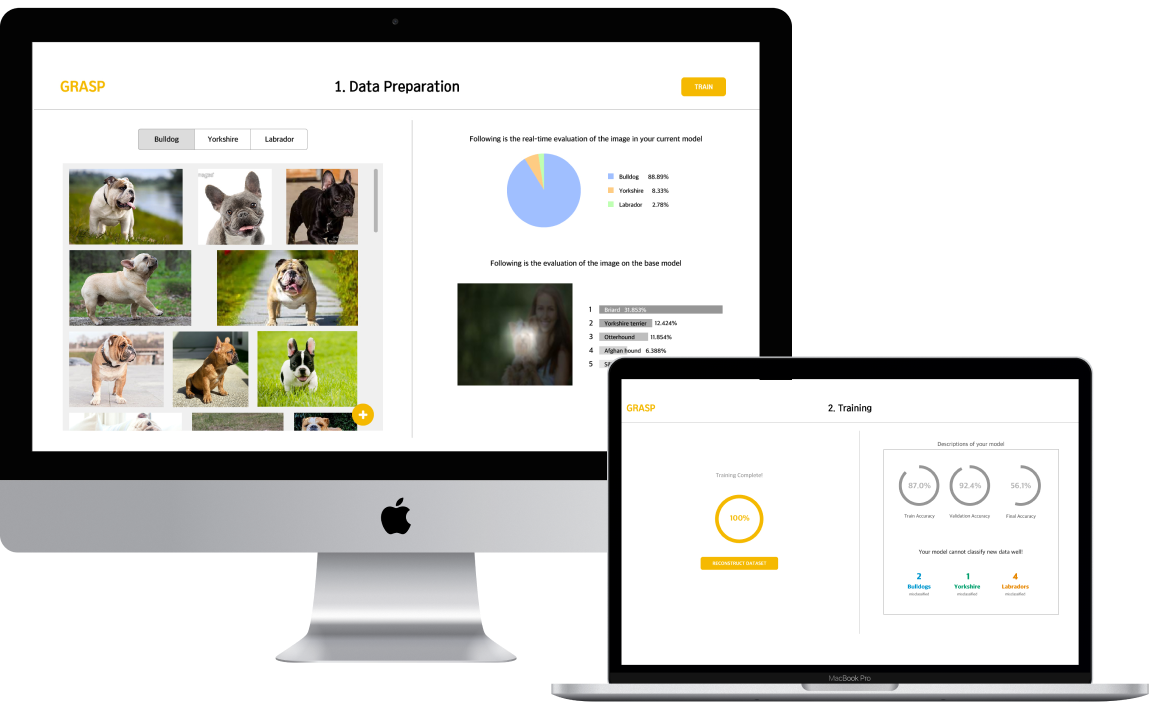 GRASP
1. Data Preparation
TRAIN
Bulldog
Yorkshire
Labrador
Following is the real-time evaluation of the image in your current model
Bulldog 88.89%
Yorkshire 8.33%
Labrador 2.78%
Following is the evaluation of the image on the base model
1 Briard 31.853%
2 Yorkshire terrier 12.424%
3 Otterhound 11.854%
4 Afghan hound 6.388%
5
GRASP
2. Training
Training Complete!
100%
RECONSTRUCT DATASET
Descriptions of your model
87.0%
92.4%
56.1%
Train Accuracy
Validation Accuracy
Final Accuracy
Your model cannot classify new data well!
2
Bulldogs
misclassified
1
Yorkshire
misclassified
4
Labradors
misclassified
MacBook Pro